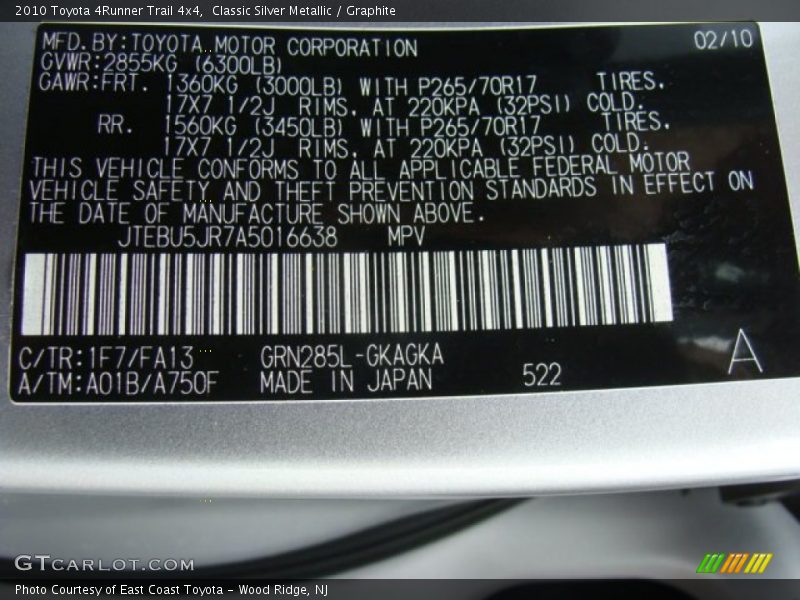 2010 Toyota 4Runner Trail 4x4,  Classic Silver Metallic / Graphite
MFD. BY: TOYOTA MOTOR CORPORATION 02/10
GVWR: 2855KG (6300LB)
GAWR: FRT. 1360KG (3000LB) WITH P265/70R17 TIRES,
17X7 1/2J RIMS, AT 220KPA (32PSI) COLD.
RR. 1560KG (3450LB) WITH P265/70R17 TIRES,
17X7 1/2J RIMS, AT 220KPA (32PSI) COLD.
THIS VEHICLE CONFORMS TO ALL APPLICABLE FEDERAL MOTOR
VEHICLE SAFETY AND THEFT PREVENTION STANDARDS IN EFFECT ON
THE DATE OF MANUFACTURE SHOWN ABOVE.
JTEBU5JR7A5016638 MPV
C/TR: 1F7/FA13 GRN285L-GKAGKA
A/TM: A01B/A750F MADE IN JAPAN 522 A
GTCARLOT.COM
Photo Courtesy of East Coast Toyota - Wood Ridge, NJ